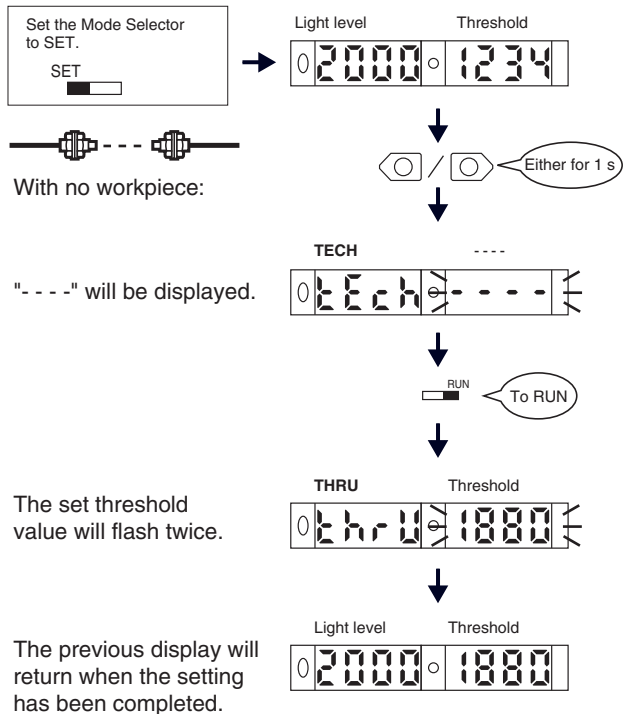 Set the Mode Selector
to SET.
SET
Light level Threshold
2000 1234
Either for 1 s
With no workpiece:
TECH - - - -
"- - - -" will be displayed.
tEch - - - -
RUN
To RUN
THRU Threshold
The set threshold
value will flash twice.
thrU 1880
Light level Threshold
The previous display will
return when the setting
has been completed.
2000 1880